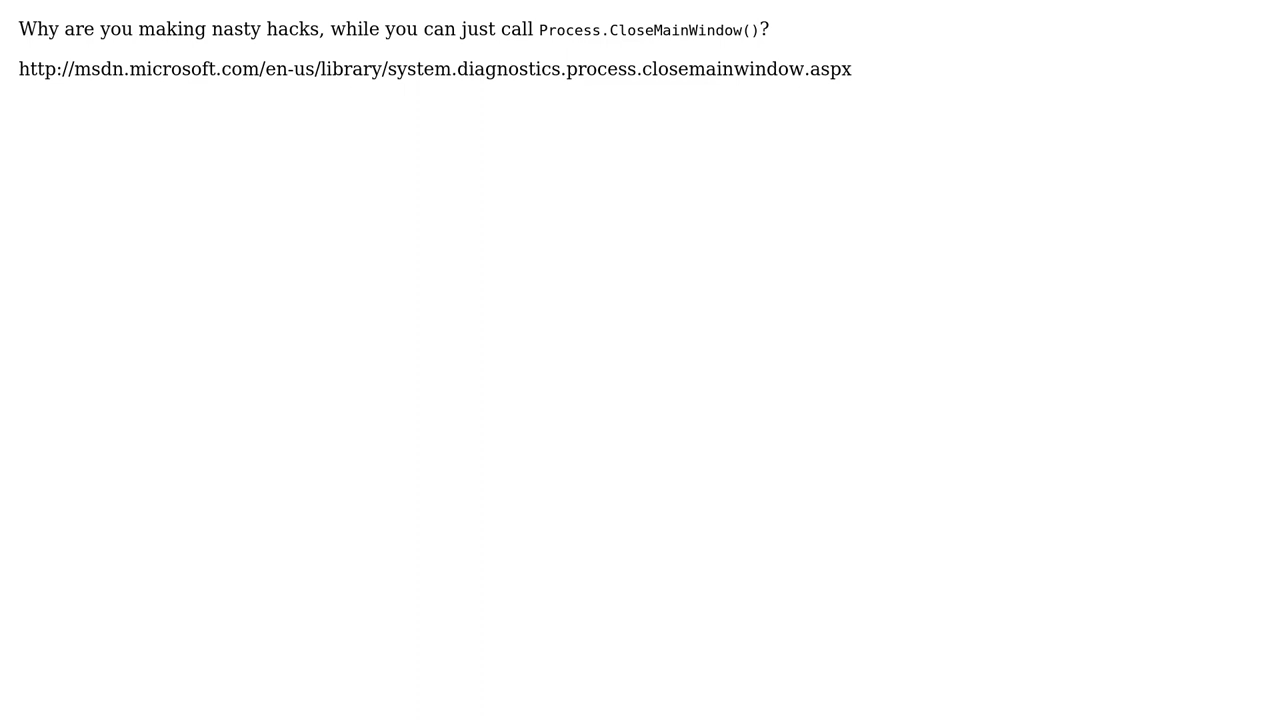 Why are you making nasty hacks, while you can just call Process.CloseMainWindow()?
http://msdn.microsoft.com/en-us/library/system.diagnostics.process.closemainwindow.aspx